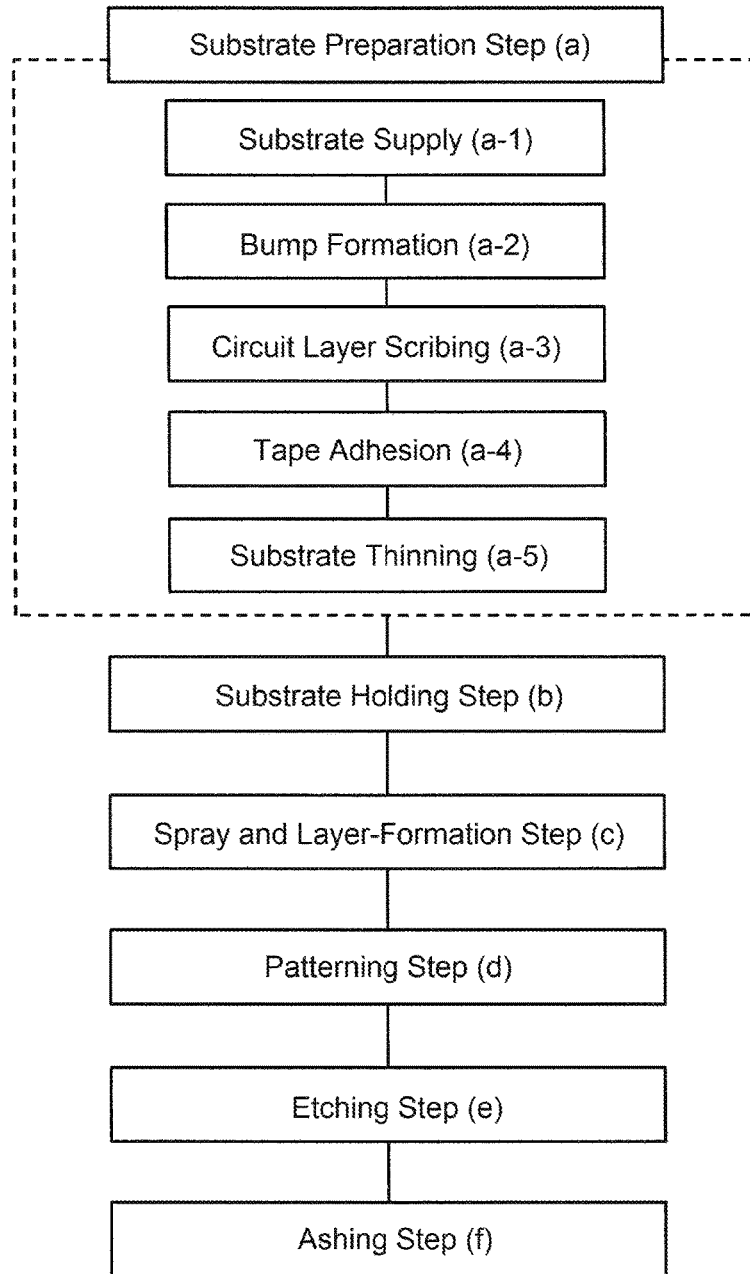 Substrate Preparation Step (a)
Substrate Supply (a-1)
Bump Formation (a-2)
Circuit Layer Scribing (a-3)
Tape Adhesion (a-4)
Substrate Thinning (a-5)
Substrate Holding Step (b)
Spray and Layer-Formation Step (c)
Patterning Step (d)
Etching Step (e)
Ashing Step (f)